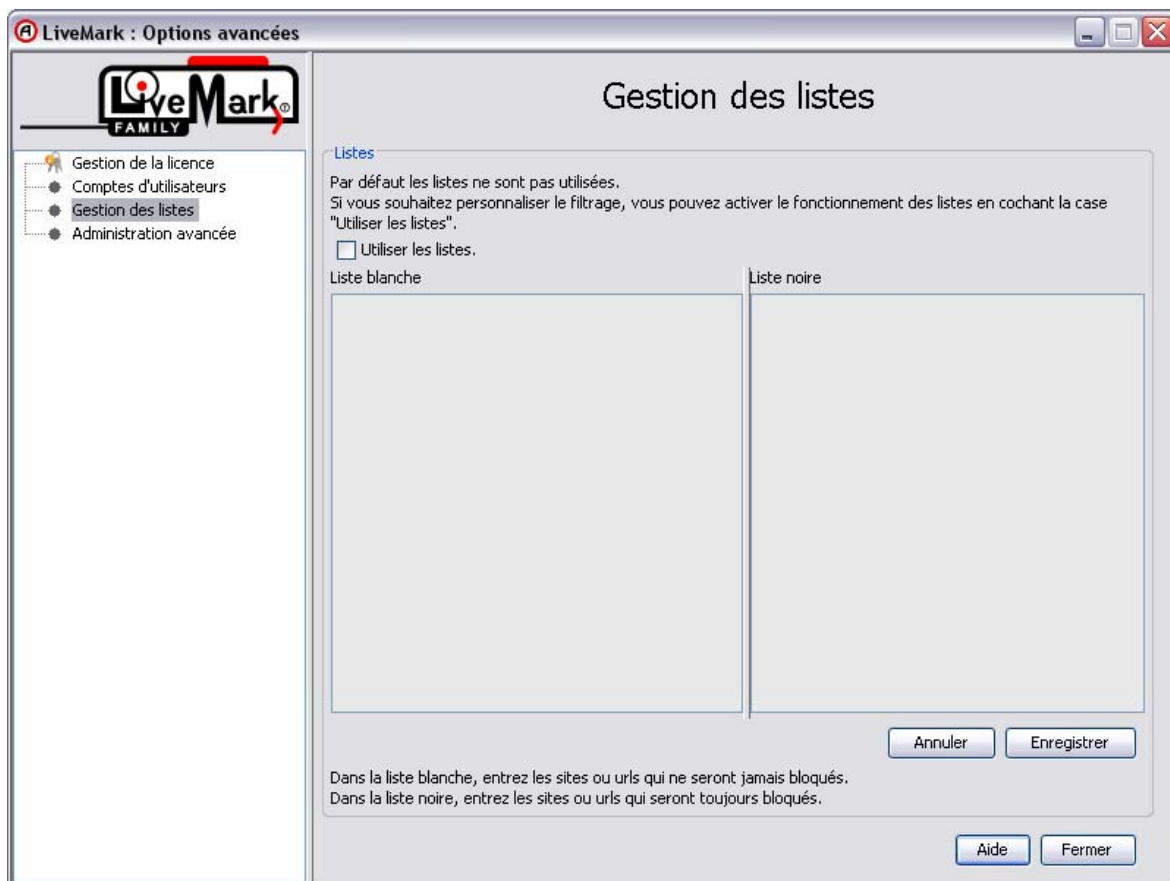 LiveMark : Options avancées
LiveMark®
FAMILY
Gestion de la licence
Comptes d'utilisateurs
Gestion des listes
Administration avancée
Gestion des listes
Listes
Par défaut les listes ne sont pas utilisées.
Si vous souhaitez personnaliser le filtrage, vous pouvez activer le fonctionnement des listes en cochant la case
"Utiliser les listes".
Utiliser les listes.
Liste blanche
Liste noire
Annuler
Enregistrer
Dans la liste blanche, entrez les sites ou urls qui ne seront jamais bloqués.
Dans la liste noire, entrez les sites ou urls qui seront toujours bloqués.
Aide
Fermer